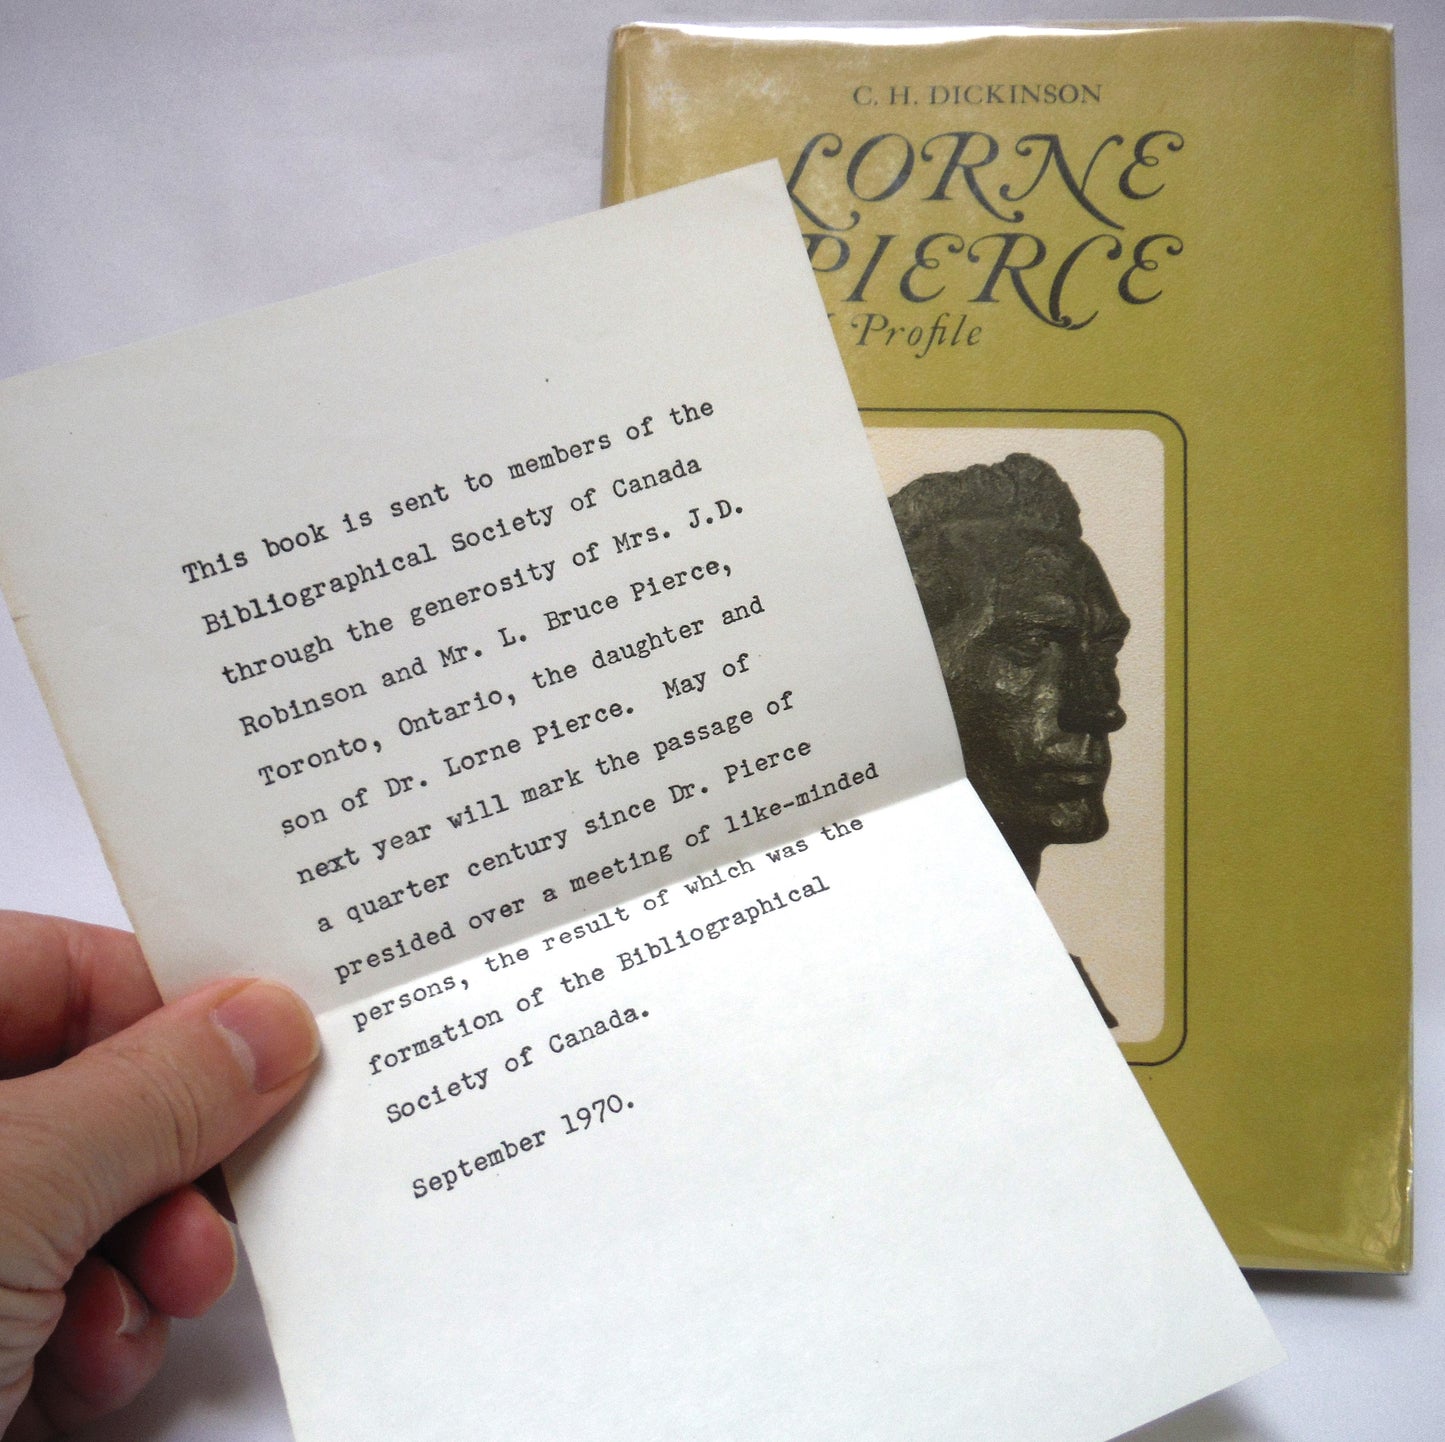 C. H. DICKINSON
LORNE
PIERCE
Profile
This book is sent to members of the
Bibliographical Society of Canada
through the generosity of Mrs. J.D.
Robinson and Mr. L. Bruce Pierce,
Toronto, Ontario, the daughter and
son of Dr. Lorne Pierce.  May of
next year will mark the passage of
a quarter century since Dr. Pierce
presided over a meeting of like-minded
persons, the result of which was the
formation of the Bibliographical
Society of Canada.
September 1970.